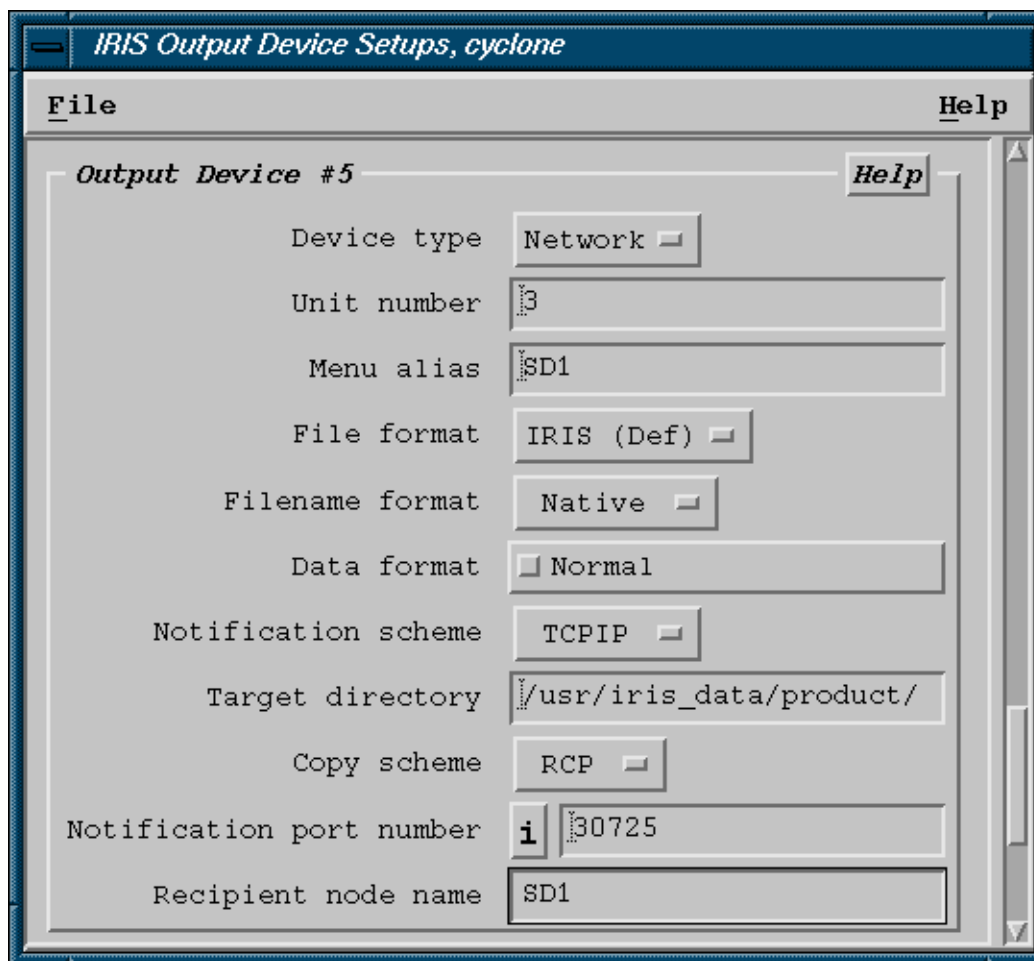 IRIS Output Device Setups, cyclone
File Help
Output Device #5 Help
Device type Network
Unit number 3
Menu alias SD1
File format IRIS (Def)
Filename format Native
Data format Normal
Notification scheme TCPIP
Target directory /usr/iris_data/product/
Copy scheme RCP
Notification port number i 30725
Recipient node name SD1